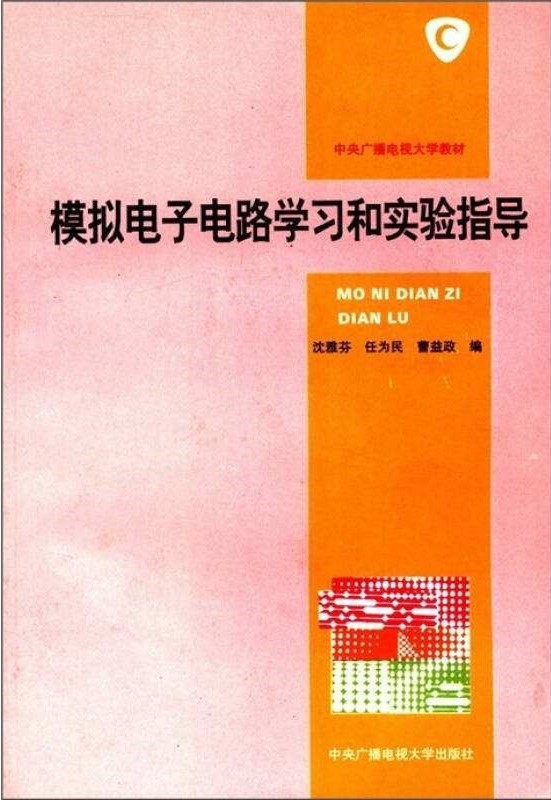 中央广播电视大学教材
模拟电子电路学习和实验指导
MO NI DIAN ZI
DIAN LU
沈雅芬 任为民 曹益政 编
中央广播电视大学出版社